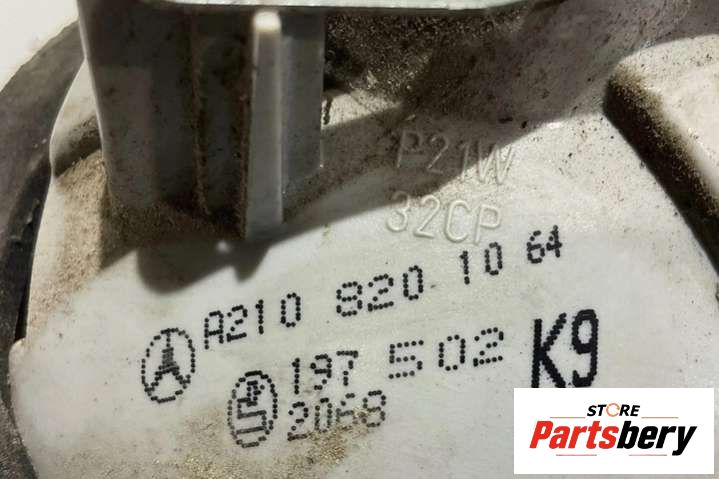 P21W
32CP
A210 820 10 64
197 502 K9
2068
STORE
Partsbery